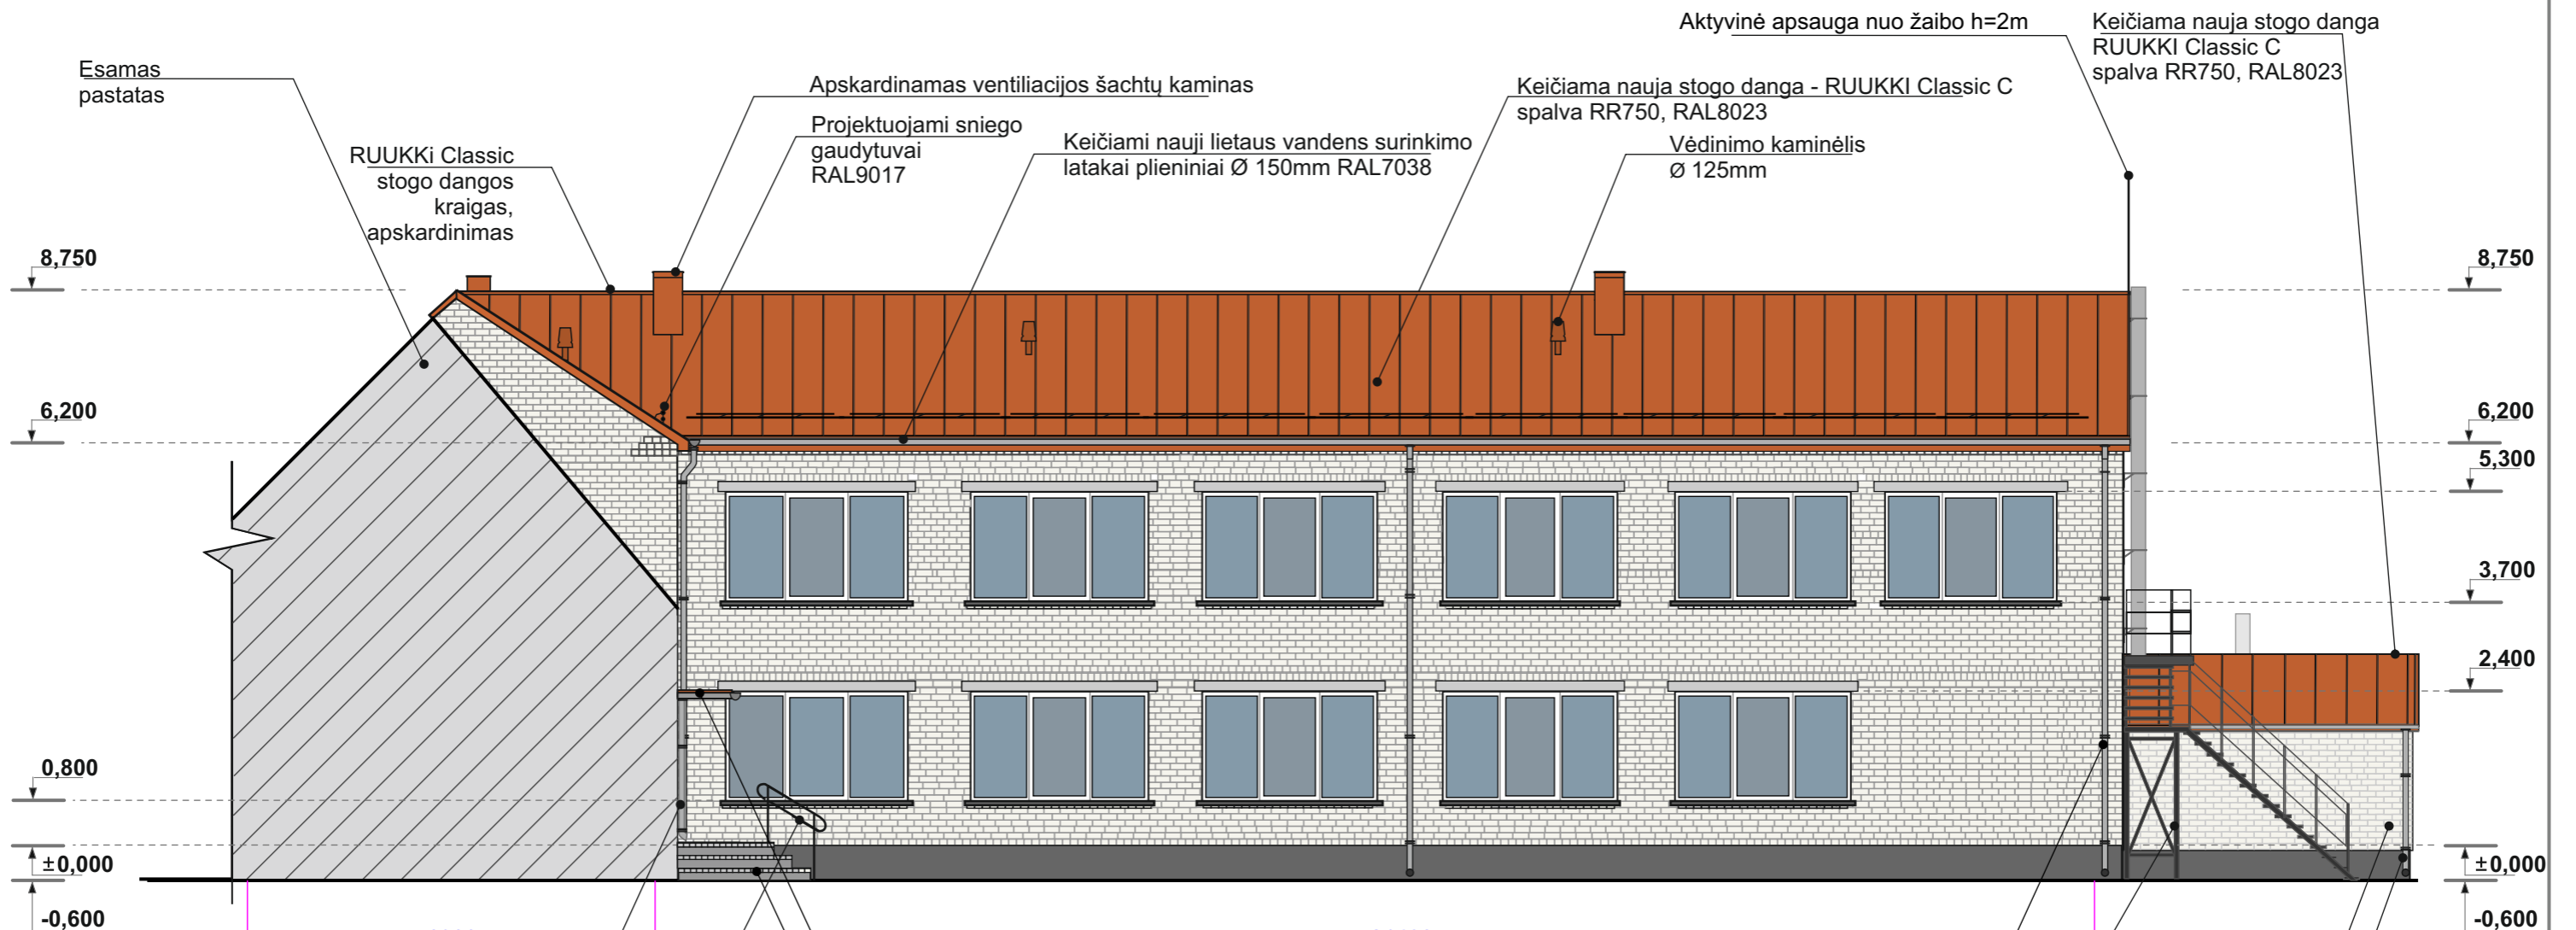 Aktyvinė apsauga nuo žaibo h=2m
Keičiama nauja stogo danga
RUUKKI Classic C
spalva RR750, RAL8023
Esamas
pastatas
Apskardinamas ventiliacijos šachtų kaminas
Keičiama nauja stogo danga - RUUKKI Classic C
spalva RR750, RAL8023
Projektuojami sniego
gaudytuvai
RAL9017
Keičiami nauji lietaus vandens surinkimo
latakai plieniniai Ø 150mm RAL7038
Vėdinimo kaminėlis
Ø 125mm
RUUKKi Classic
stogo dangos
kraigas,
apskardinimas
8,750
6,200
0,800
±0,000
-0,600
8,750
6,200
5,300
3,700
2,400
±0,000
-0,600